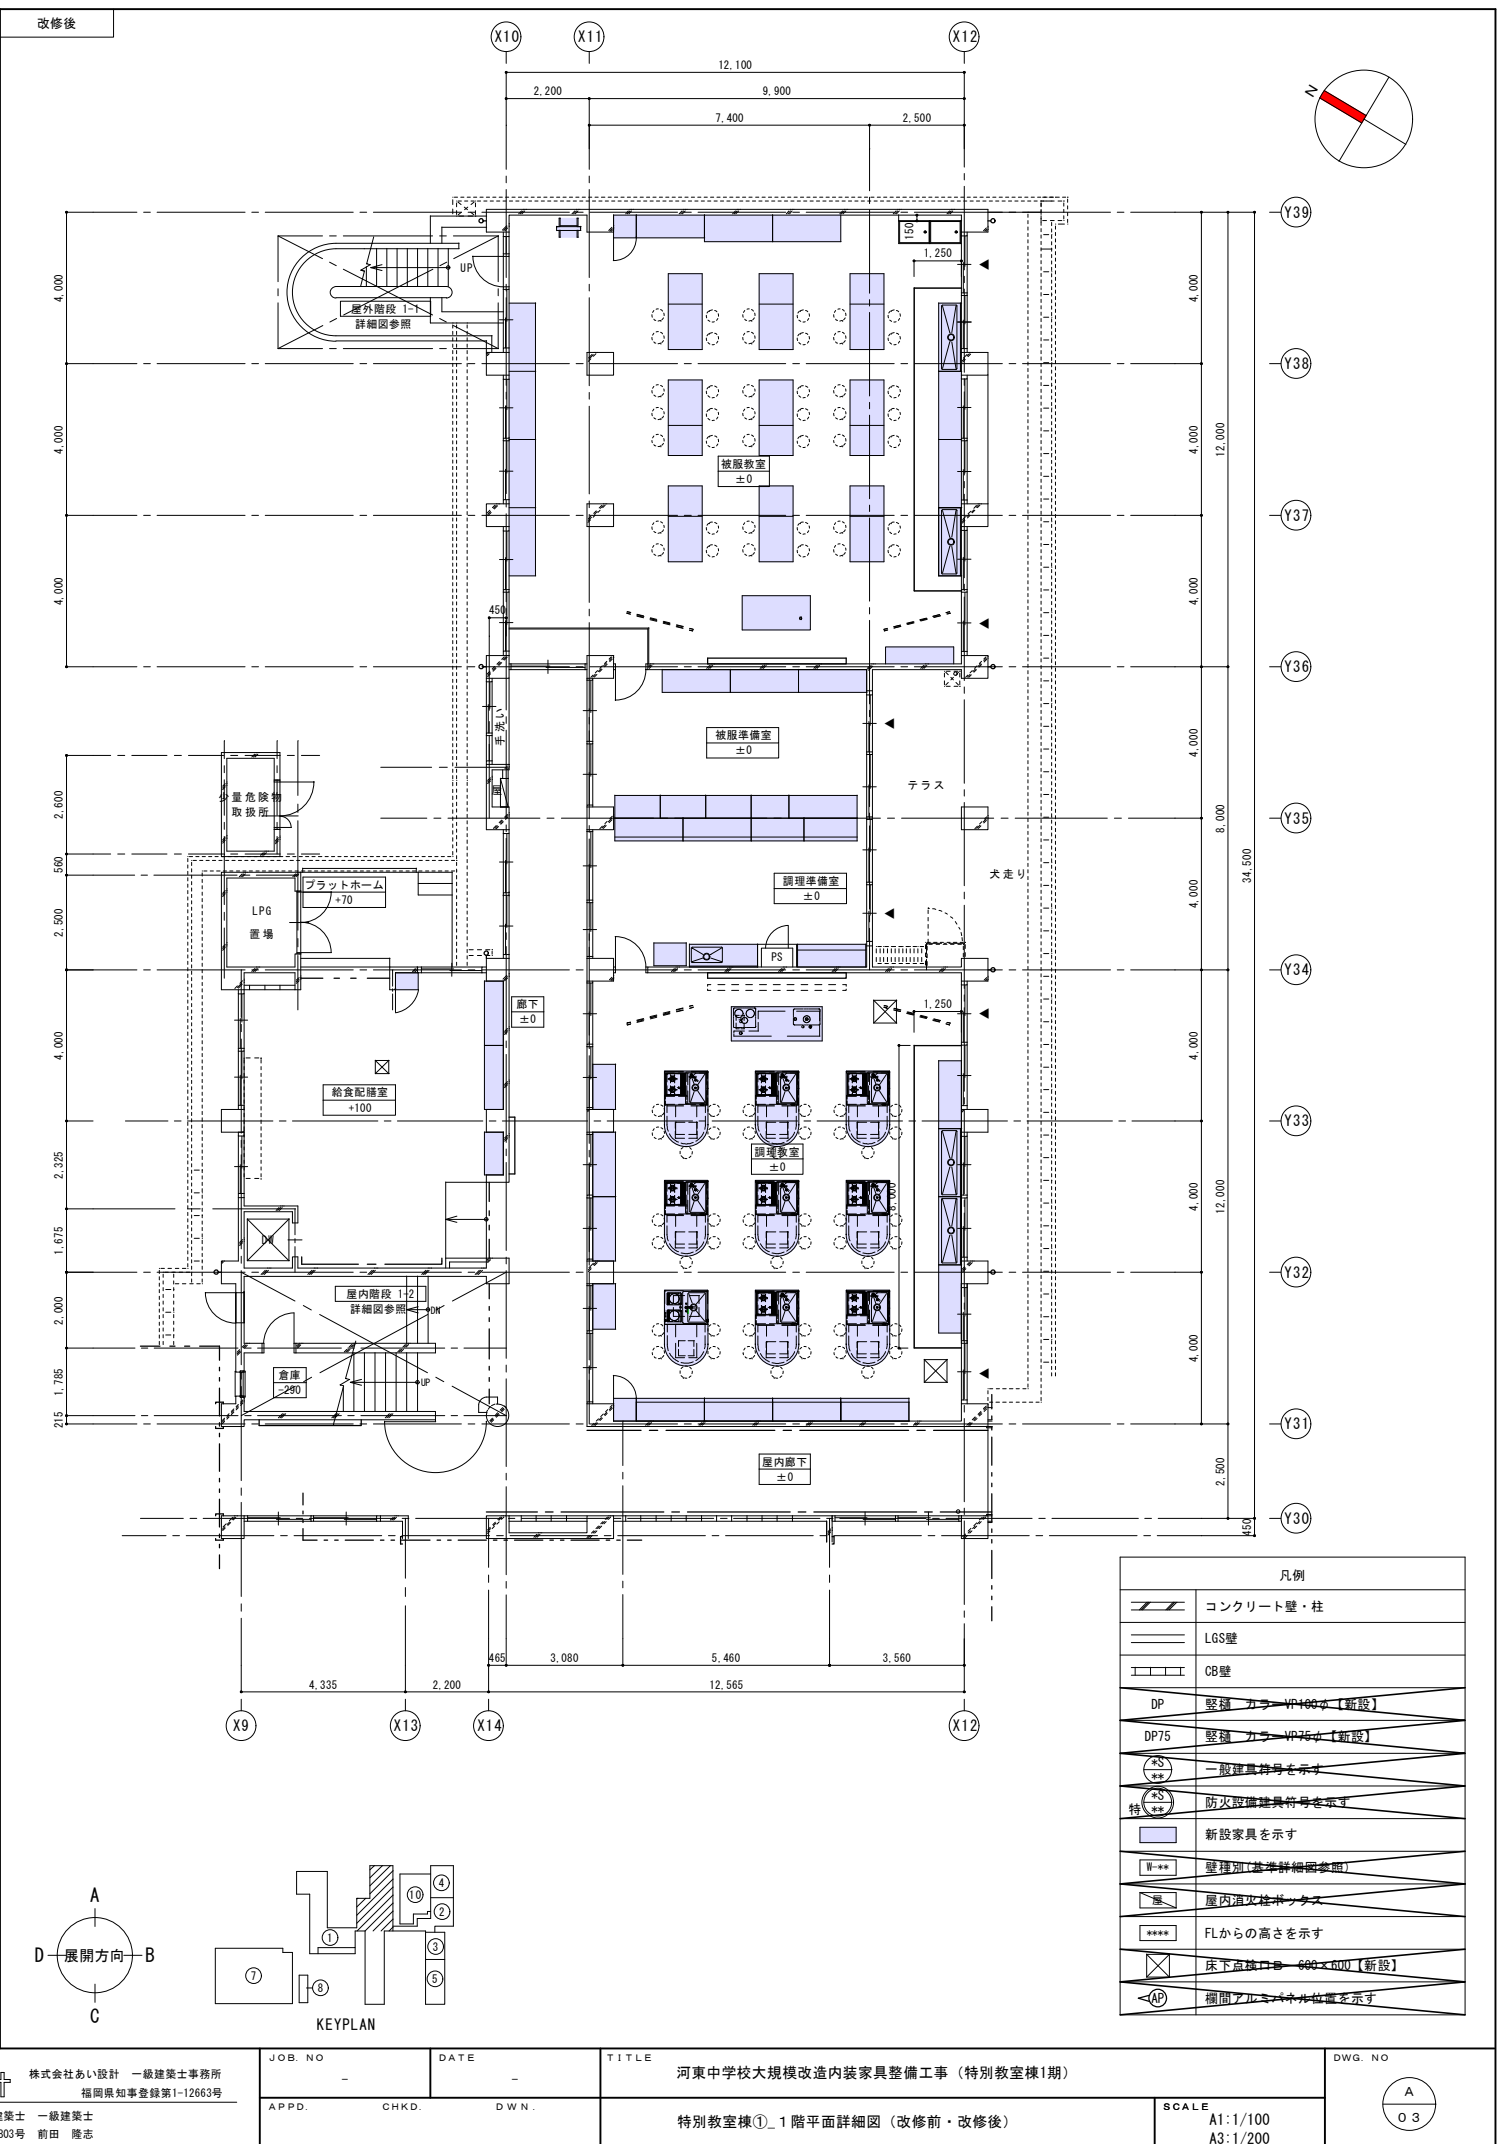 改修後
X10
X11
X12
12,100
2,200
9,900
7,400
2,500
N
Y39
150
1,250
UP
屋外階段 1-1
詳細図参照
4,000
4,000
Y38
4,000
4,000
12,000
被服教室
±0
Y37
4,000
4,000
450
Y36
手洗い
被服準備室
±0
4,000
テラス
屋
少量危険物
取扱所
2,600
8,000
Y35
560
34,500
プラットホーム
+70
調理準備室
±0
犬走り
LPG
置場
2,500
4,000
PS
Y34
廊下
±0
1,250
4,000
4,000
給食配膳室
+100
Y33
調理教室
±0
2,325
4,000
12,000
DW
1,675
Y32
屋内階段 1-2
詳細図参照
DN
2,000
4,000
倉庫
-290
UP
1,785
215
Y31
屋内廊下
±0
2,500
Y30
450
465
3,080
5,460
3,560
4,335
2,200
12,565
X9
X13
X14
X12
凡例
コンクリート壁・柱
LGS壁
CB壁
DP
竪樋 カラーVP100φ【新設】
DP75
竪樋 カラーVP75φ【新設】
*S
**
一般建具符号を示す
特
*S
**
防火設備建具符号を示す
新設家具を示す
W-**
壁種別(基準詳細図参照)
屋
屋内消火栓ボックス
****
FLからの高さを示す
床下点検口□ 600×600【新設】
AP
欄間アルミパネル位置を示す
A
D
展開方向
B
C
①
②
③
④
⑤
⑦
⑧
⑩
KEYPLAN
株式会社あい設計 一級建築士事務所
福岡県知事登録第1-12663号
建築士 一級建築士
303号 前田 隆志
JOB. NO
-
DATE
-
APPD.
CHKD.
DWN.
TITLE
河東中学校大規模改造内装家具整備工事（特別教室棟1期）
特別教室棟①_1階平面詳細図（改修前・改修後）
SCALE
A1:1/100
A3:1/200
DWG. NO
A
03